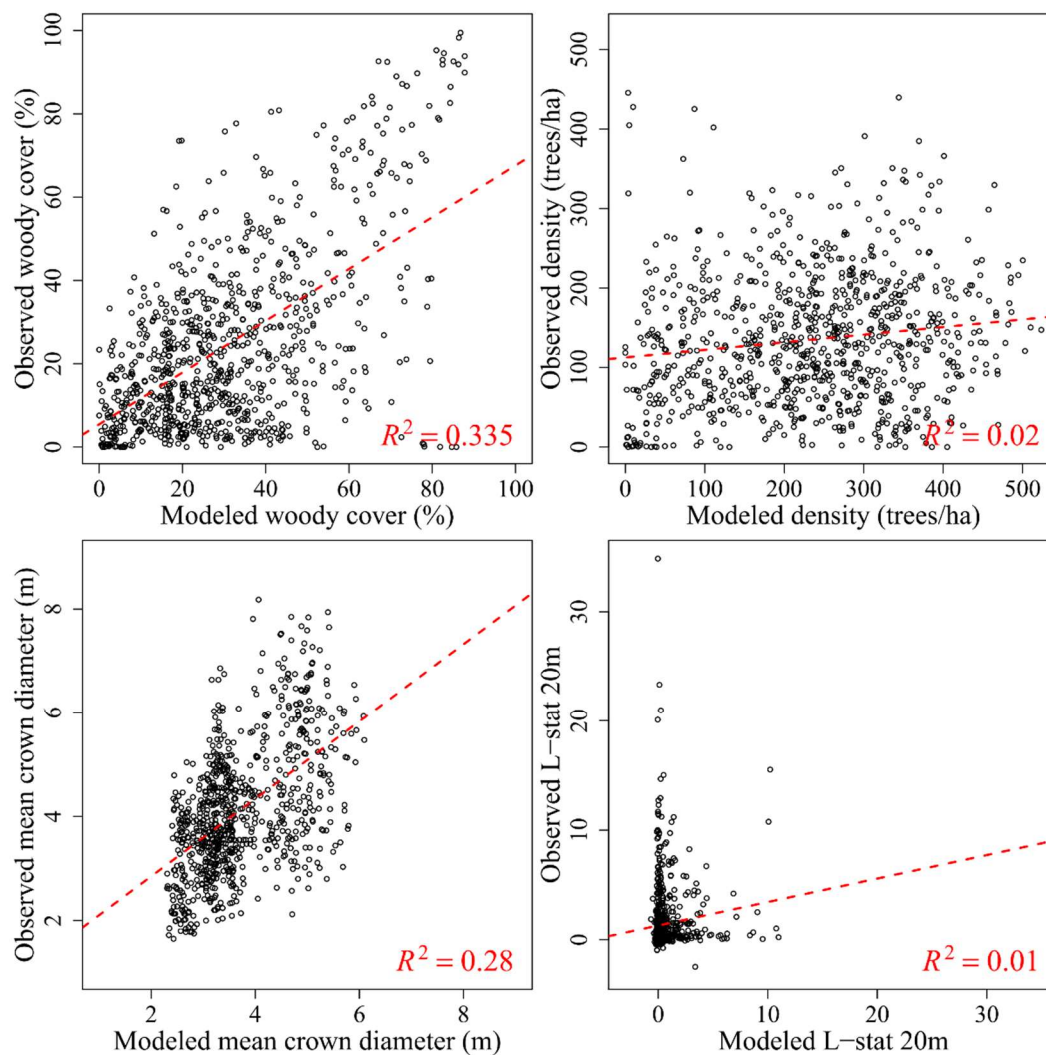 Observed woody cover (%)
0 20 40 60 80 100
R² = 0.335
0 20 40 60 80 100
Modeled woody cover (%)
Observed density (trees/ha)
0 100 200 300 400 500
R² = 0.02
0 100 200 300 400 500
Modeled density (trees/ha)
Observed mean crown diameter (m)
2 4 6 8
R² = 0.28
2 4 6 8
Modeled mean crown diameter (m)
Observed L−stat 20m
0 10 20 30
R² = 0.01
0 10 20 30
Modeled L−stat 20m